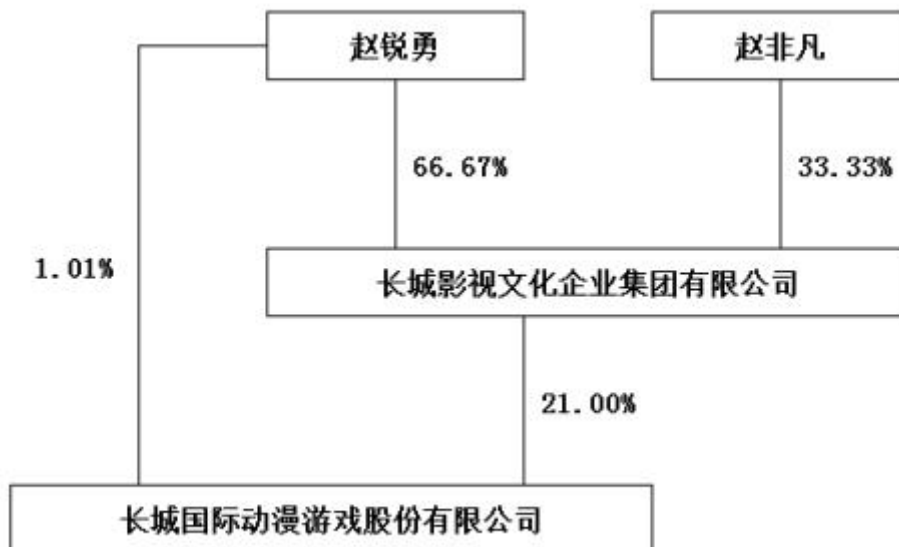 赵锐勇
赵非凡
66.67%
33.33%
1.01%
长城影视文化企业集团有限公司
21.00%
长城国际动漫游戏股份有限公司